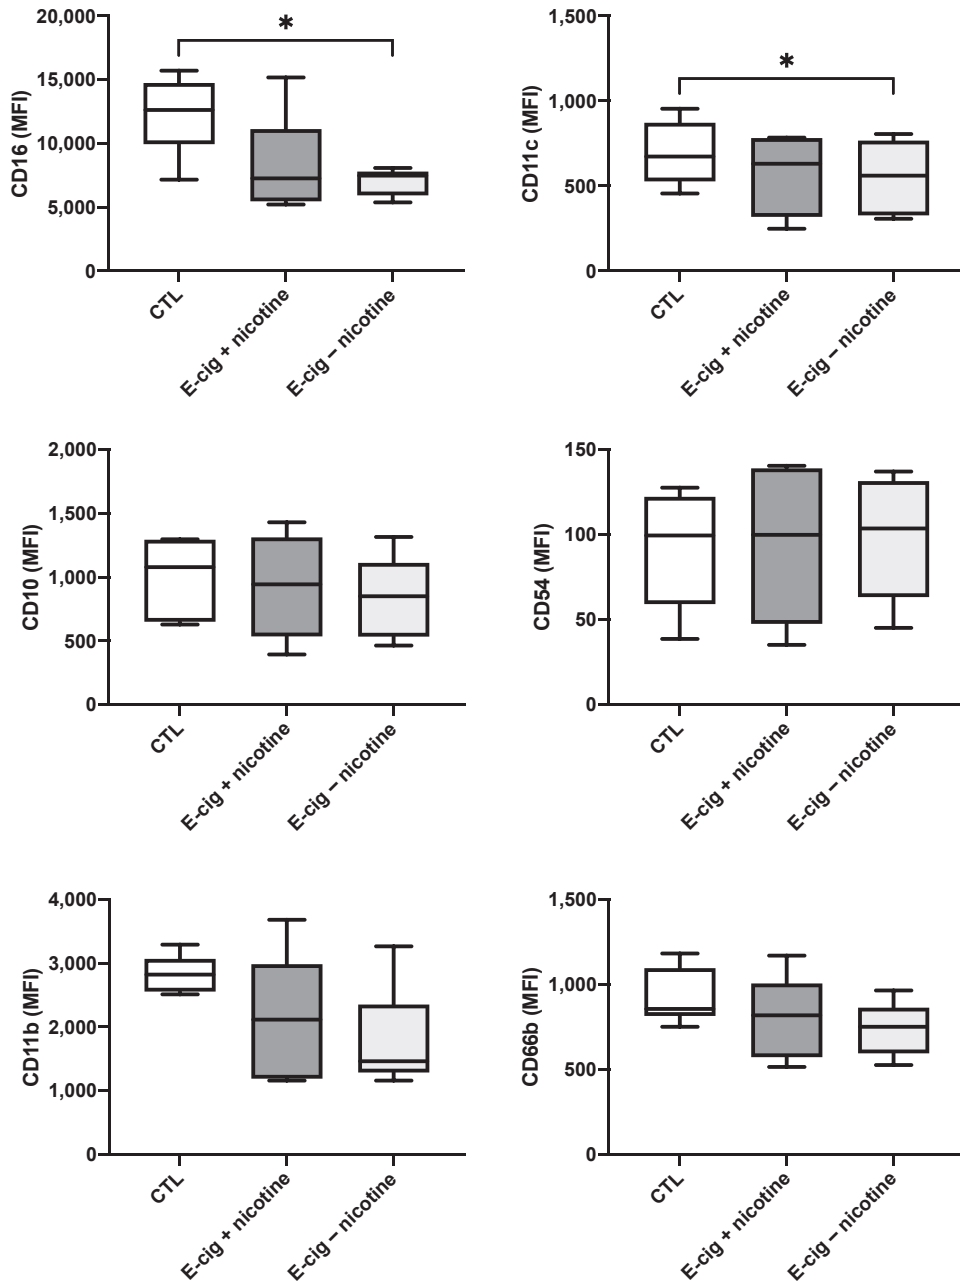 20,000
15,000
10,000
5,000
0
CD16 (MFI)
*
CTL
E-cig + nicotine
E-cig – nicotine
1,500
1,000
500
0
CD11c (MFI)
*
CTL
E-cig + nicotine
E-cig – nicotine
2,000
1,500
1,000
500
0
CD10 (MFI)
CTL
E-cig + nicotine
E-cig – nicotine
150
100
50
0
CD54 (MFI)
CTL
E-cig + nicotine
E-cig – nicotine
4,000
3,000
2,000
1,000
0
CD11b (MFI)
CTL
E-cig + nicotine
E-cig – nicotine
1,500
1,000
500
0
CD66b (MFI)
CTL
E-cig + nicotine
E-cig – nicotine